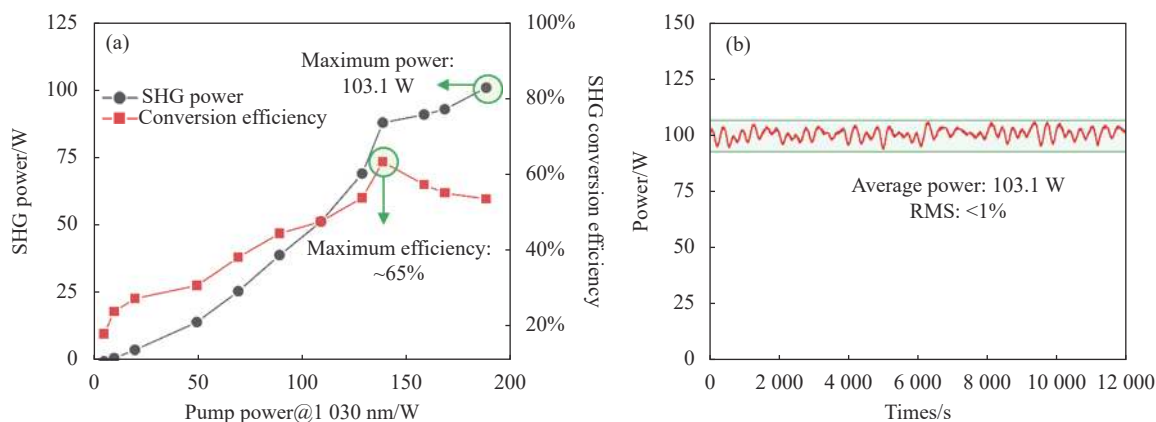 (a)
125
100
75
50
25
0
SHG power/W
100%
80%
60%
40%
20%
SHG conversion efficiency
Maximum power:
103.1 W
SHG power
Conversion efficiency
Maximum efficiency:
~65%
0
50
100
150
200
Pump power@1 030 nm/W
(b)
150
125
100
75
50
25
0
Power/W
Average power: 103.1 W
RMS: <1%
0
2 000
4 000
6 000
8 000
10 000
12 000
Times/s